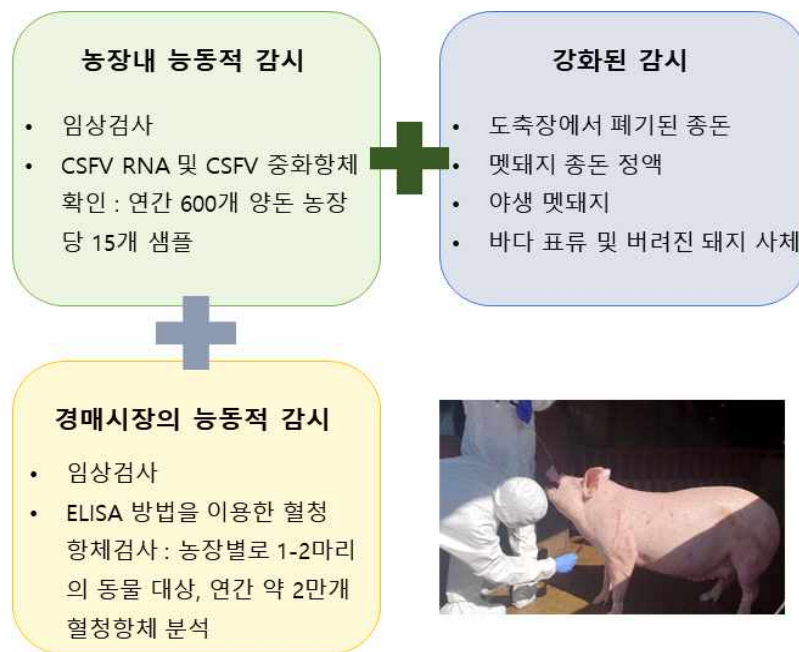 농장내 능동적 감시
• 임상검사
• CSFV RNA 및 CSFV 중화항체
확인 : 연간 600개 양돈 농장
당 15개 샘플
강화된 감시
• 도축장에서 폐기된 종돈
• 멧돼지 종돈 정액
• 야생 멧돼지
• 바다 표류 및 버려진 돼지 사체
경매시장의 능동적 감시
• 임상검사
• ELISA 방법을 이용한 혈청
항체검사 : 농장별로 1-2마리
의 동물 대상, 연간 약 2만개
혈청항체 분석